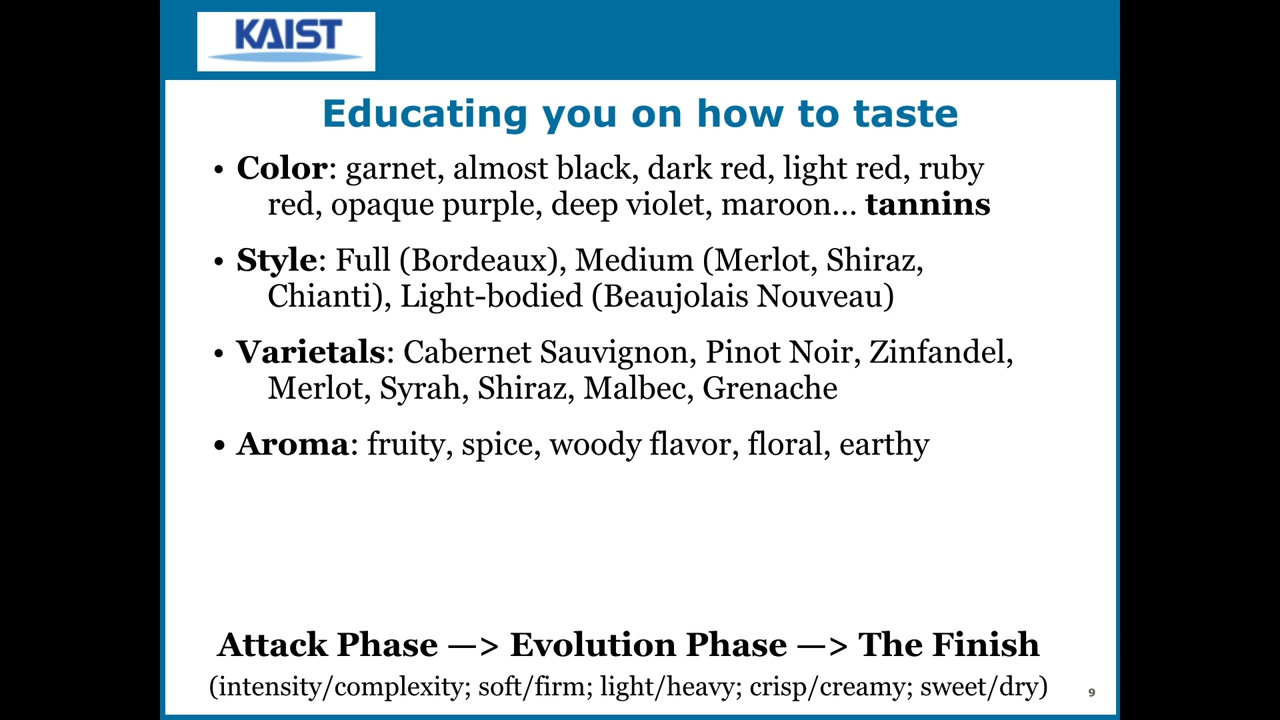 KAIST
Educating you on how to taste
• Color: garnet, almost black, dark red, light red, ruby
red, opaque purple, deep violet, maroon... tannins
• Style: Full (Bordeaux), Medium (Merlot, Shiraz,
Chianti), Light-bodied (Beaujolais Nouveau)
• Varietals: Cabernet Sauvignon, Pinot Noir, Zinfandel,
Merlot, Syrah, Shiraz, Malbec, Grenache
• Aroma: fruity, spice, woody flavor, floral, earthy
Attack Phase —> Evolution Phase —> The Finish
(intensity/complexity; soft/firm; light/heavy; crisp/creamy; sweet/dry)
9